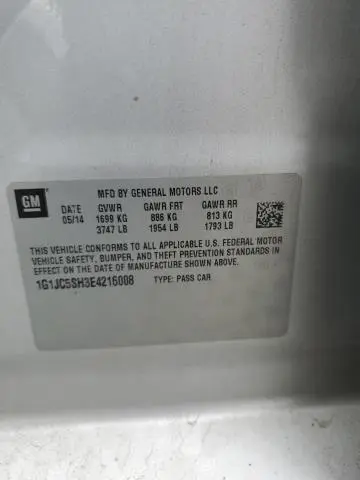 MFD BY GENERAL MOTORS LLC
GM
DATE GVWR GAWR FRT GAWR RR
05/14 1699 KG 886 KG 813 KG
3747 LB 1954 LB 1793 LB
THIS VEHICLE CONFORMS TO ALL APPLICABLE U.S. FEDERAL MOTOR
VEHICLE SAFETY, BUMPER, AND THEFT PREVENTION STANDARDS IN
EFFECT ON THE DATE OF MANUFACTURE SHOWN ABOVE.
1G1JC5SH3E4216008 TYPE: PASS CAR